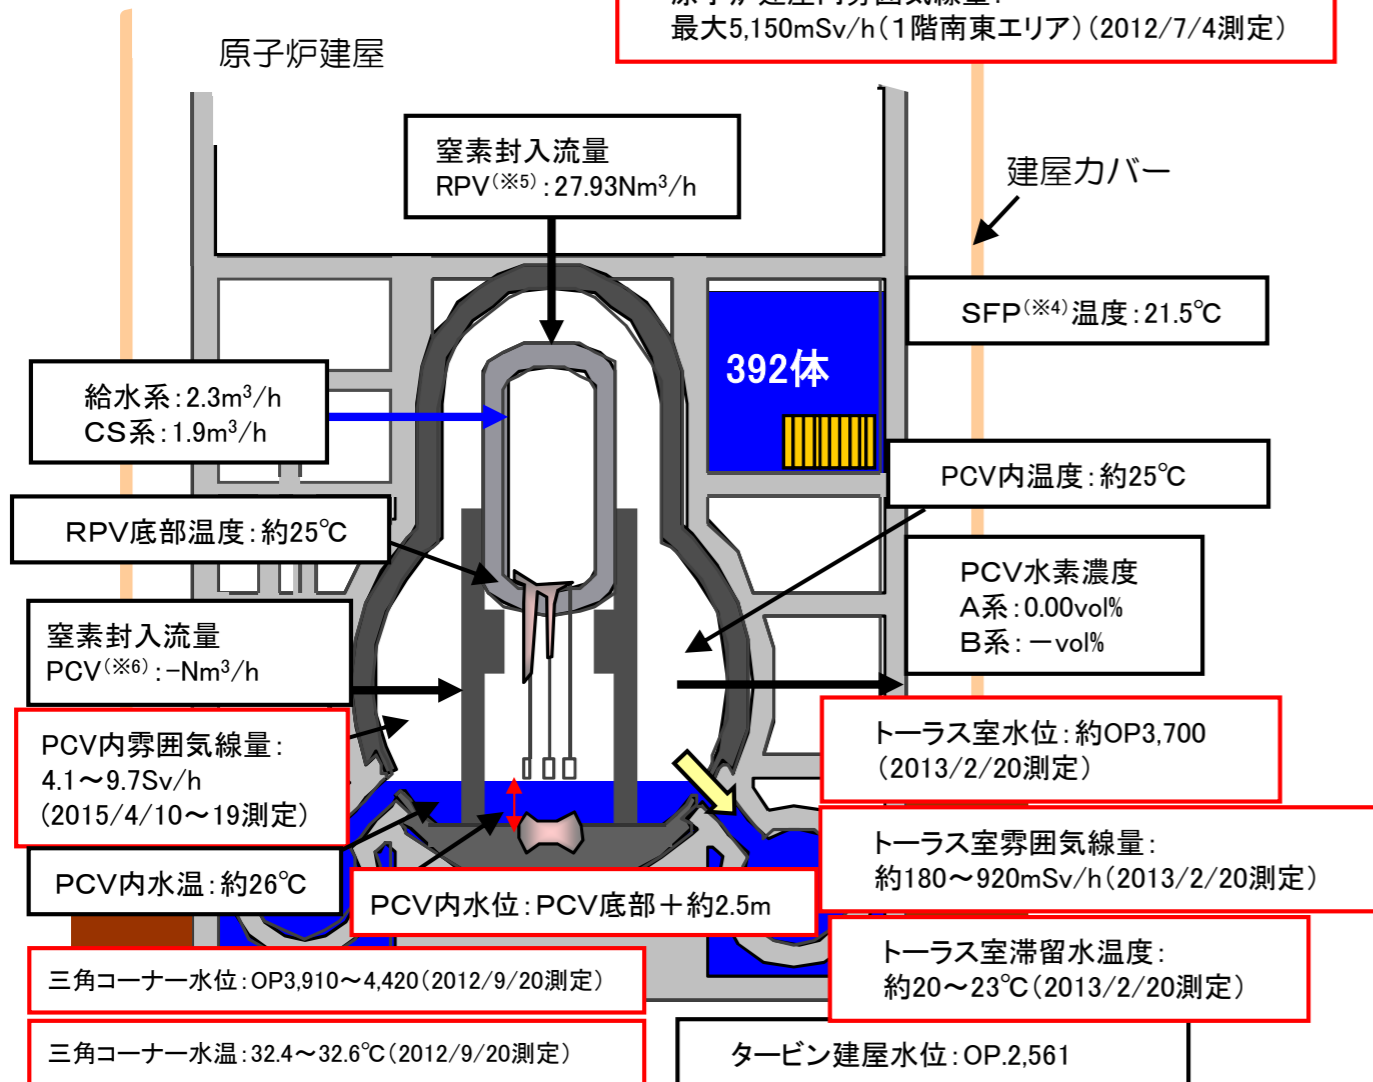 原子炉建屋内雰囲気線量:
最大5,150mSv/h(1階南東エリア)(2012/7/4測定)
原子炉建屋
窒素封入流量
RPV(※5):27.93Nm³/h
建屋カバー
SFP(※4)温度:21.5℃
392体
給水系:2.3m³/h
CS系:1.9m³/h
PCV内温度:約25℃
RPV底部温度:約25℃
PCV水素濃度
A系:0.00vol%
B系:-vol%
窒素封入流量
PCV(※6):-Nm³/h
PCV内雰囲気線量:
4.1~9.7Sv/h
(2015/4/10~19測定)
トーラス室水位:約OP3,700
(2013/2/20測定)
トーラス室雰囲気線量:
約180~920mSv/h(2013/2/20測定)
PCV内水温:約26℃
PCV内水位:PCV底部+約2.5m
トーラス室滞留水温度:
約20~23℃(2013/2/20測定)
三角コーナー水位:OP3,910~4,420(2012/9/20測定)
三角コーナー水温:32.4~32.6℃(2012/9/20測定)
タービン建屋水位:OP.2,561